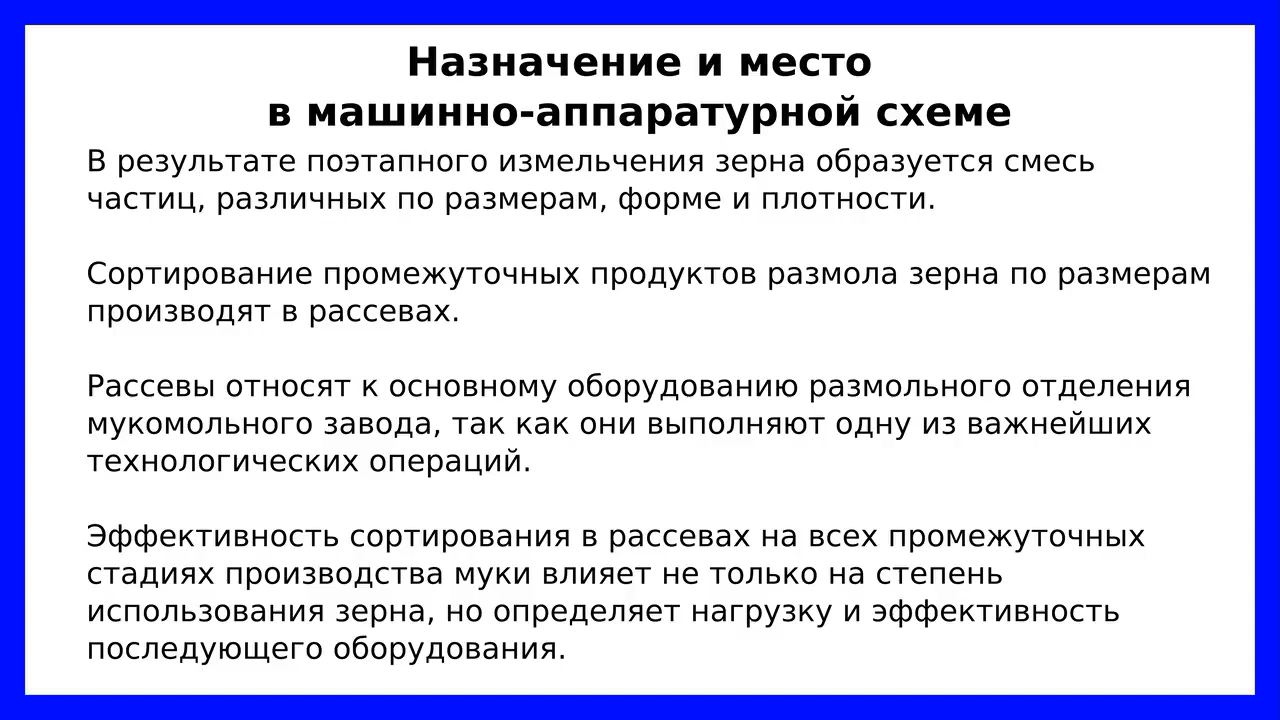 Назначение и место
в машинно-аппаратурной схеме
В результате поэтапного измельчения зерна образуется смесь
частиц, различных по размерам, форме и плотности.
Сортирование промежуточных продуктов размола зерна по размерам
производят в рассевах.
Рассевы относят к основному оборудованию размольного отделения
мукомольного завода, так как они выполняют одну из важнейших
технологических операций.
Эффективность сортирования в рассевах на всех промежуточных
стадиях производства муки влияет не только на степень
использования зерна, но определяет нагрузку и эффективность
последующего оборудования.